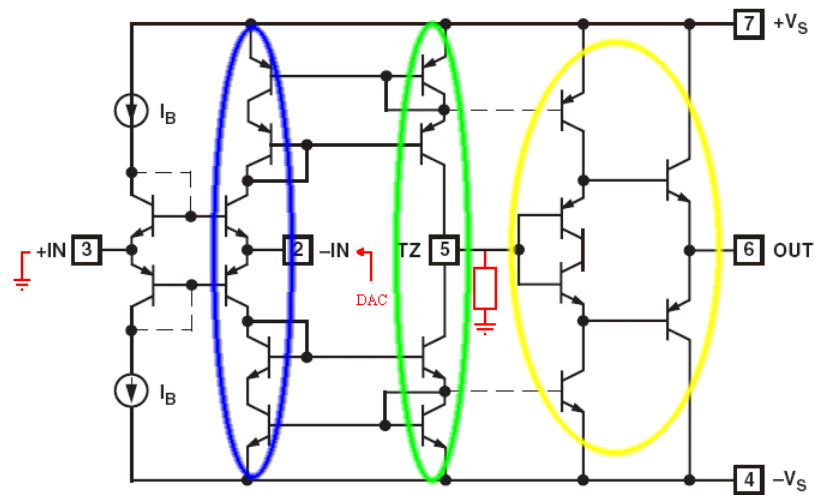 7 +VS
IB
+IN 3
2 –IN
TZ 5
6 OUT
DAC
IB
4 –VS